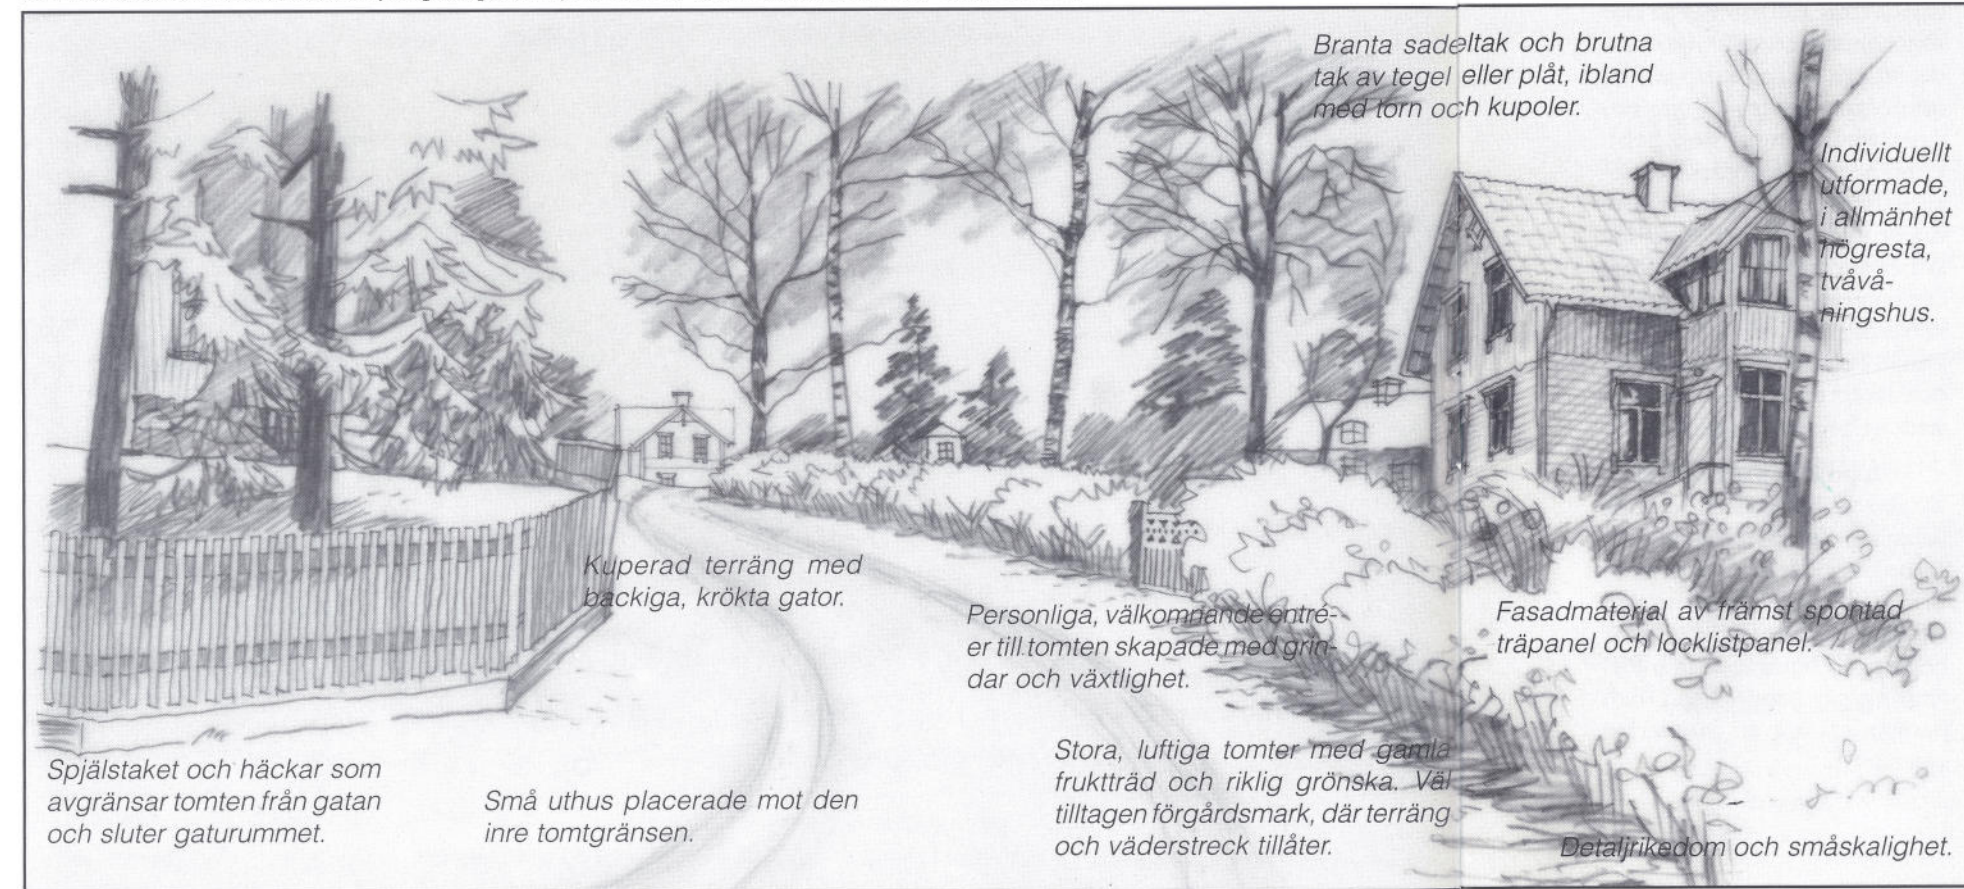 Branta sadeltak och brutna
tak av tegel eller plåt, ibland
med torn och kupoler.
Individuellt
utformade,
i allmänhet
högresta,
tvåvå-
ningshus.
Kuperad terräng med
backiga, krökta gator.
Personliga, välkomnande entré-
er till tomten skapade med grin-
dar och växtlighet.
Fasadmaterial av främst spontad
träpanel och locklistpanel.
Spjälstaket och häckar som
avgränsar tomten från gatan
och sluter gaturummet.
Små uthus placerade mot den
inre tomtgränsen.
Stora, luftiga tomter med gamla
fruktträd och riklig grönska. Väl
tilltagen förgårdsmark, där terräng
och väderstreck tillåter.
Detaljrikedom och småskalighet.